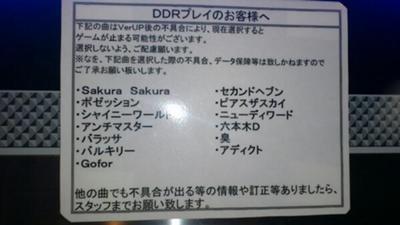 DDRプレイのお客様へ
下記の曲はVerUP後の不具合により、現在選択すると
ゲームが止まる可能性がございます。
選択しないよう、ご配慮願います。
※なを、下記曲を選択した際の不具合、データ保障等は致しかねますので
ご了承お願い板いします。
・Sakura Sakura
・ポゼッション
・シャイニーワールド
・アンチマスター
・バラッサ
・バルキリー
・Gofor
・セカンドヘブン
・ピアスザスカイ
・ニューディワード
・六本木D
・臭
・アディクト
他の曲でも不具合が出る等の情報や訂正等ありましたら、
スタッフまでお願い致します。